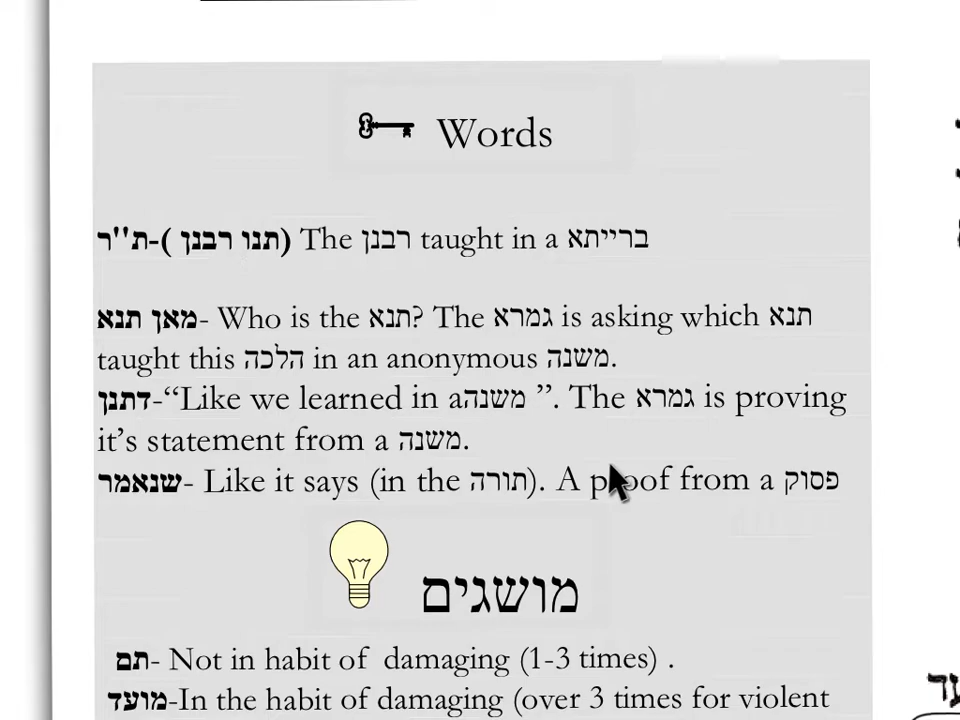 Words
ת''ר-( תנו רבנן) The רבנן taught in a ברייתא
מאן תנא- Who is the תנא? The גמרא is asking which תנא
taught this הלכה in an anonymous משנה.
דתנן-“Like we learned in aמשנה ”. The גמרא is proving
it’s statement from a משנה.
שנאמר- Like it says (in the תורה). A proof from a פסוק
מושגים
תם- Not in habit of damaging (1-3 times) .
מועד-In the habit of damaging (over 3 times for violent